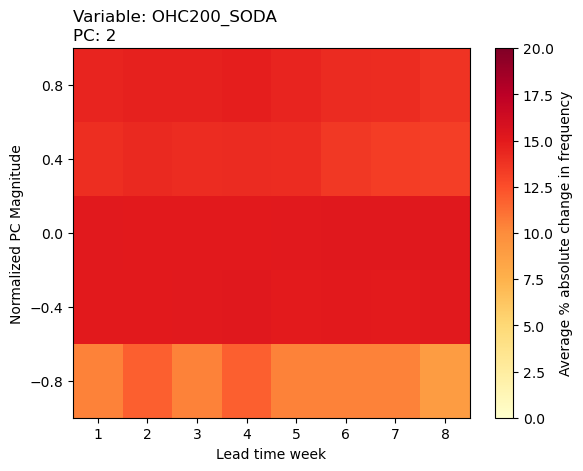 Variable: OHC200_SODA
PC: 2
Normalized PC Magnitude
0.8
0.4
0.0
−0.4
−0.8
1 2 3 4 5 6 7 8
Lead time week
20.0
17.5
15.0
12.5
10.0
7.5
5.0
2.5
0.0
Average % absolute change in frequency